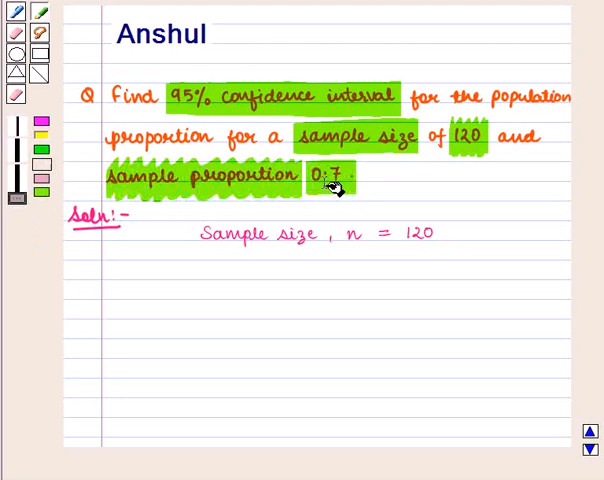 Anshul
Q Find 95% confidence interval for the population
proportion for a sample size of 120 and
sample proportion 0.7.
Soln:-
Sample size, n = 120